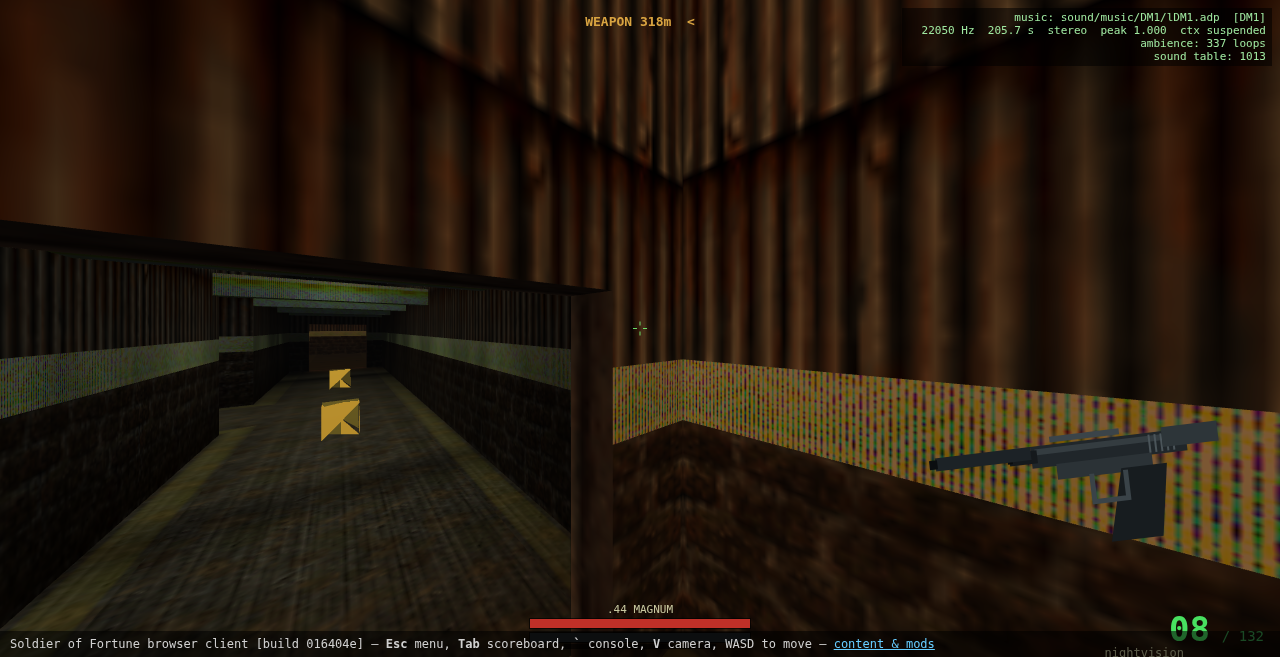 WEAPON 318m <
music: sound/music/DM1/lDM1.adp [DM1]
22050 Hz 205.7 s stereo peak 1.000 ctx suspended
ambience: 337 loops
sound table: 1013
.44 MAGNUM
08 / 132
Soldier of Fortune browser client [build 016404e] — Esc menu, Tab scoreboard, ` console, V camera, WASD to move — content & mods
nightvision